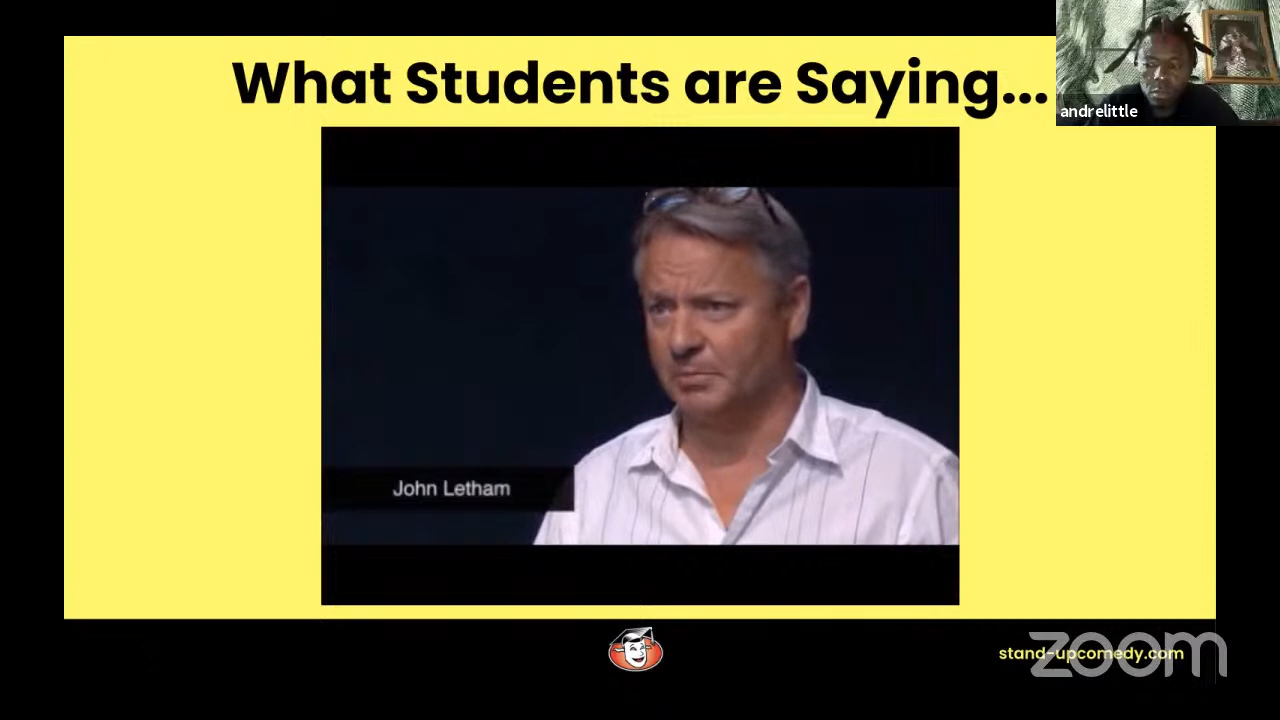 What Students are Saying...
andrelittle
John Letham
stand-upcomedy.com
zoom